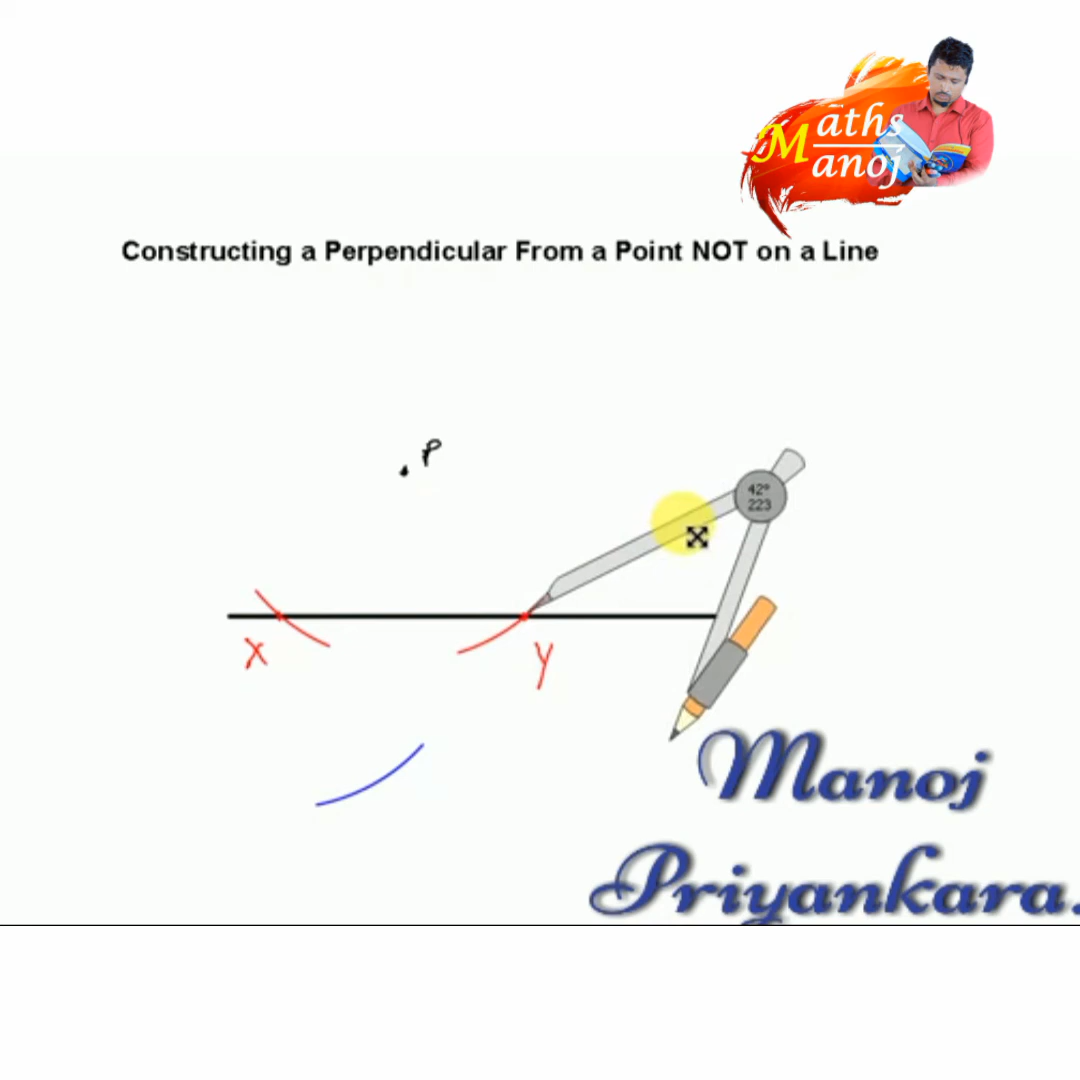 Maths
Manoj
Constructing a Perpendicular From a Point NOT on a Line
P
42°
223
X
y
Manoj
Priyankara.